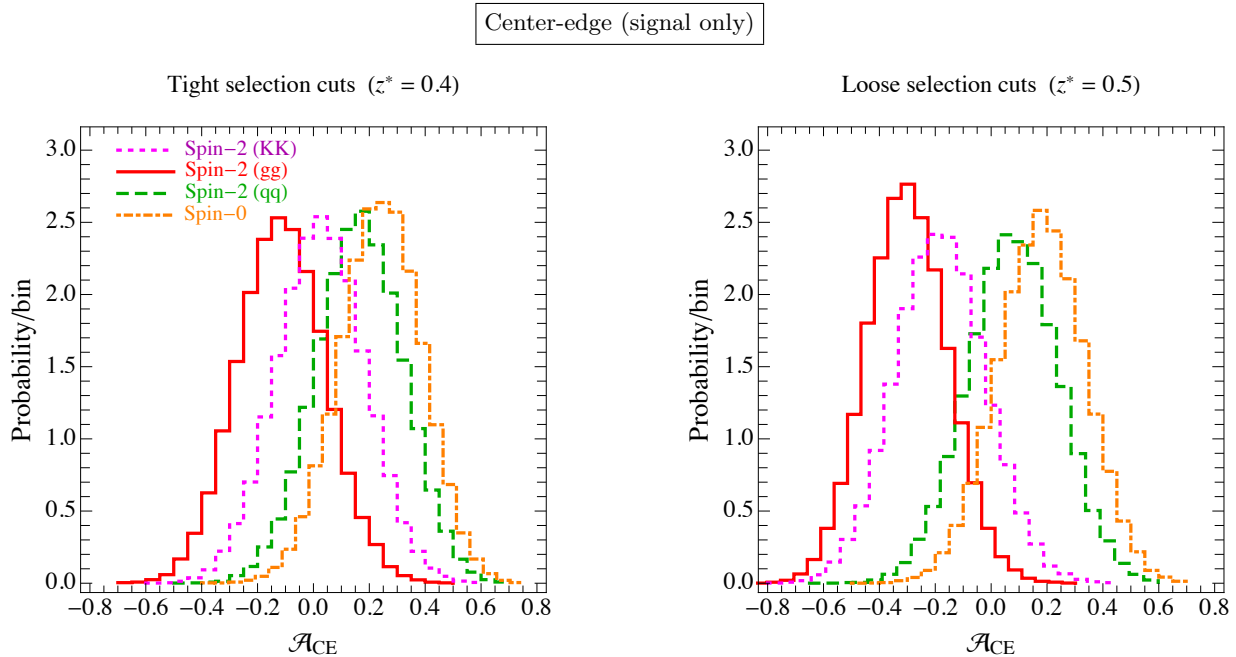 Center-edge (signal only)
Tight selection cuts (z* = 0.4)
−0.8 −0.6 −0.4 −0.2 0.0 0.2 0.4 0.6 0.8
0.0
0.5
1.0
1.5
2.0
2.5
3.0
𝒜CE
Probability/bin
Spin−2 (KK)
Spin−2 (gg)
Spin−2 (qq)
Spin−0
Loose selection cuts (z* = 0.5)
−0.8 −0.6 −0.4 −0.2 0.0 0.2 0.4 0.6 0.8
0.0
0.5
1.0
1.5
2.0
2.5
3.0
𝒜CE
Probability/bin